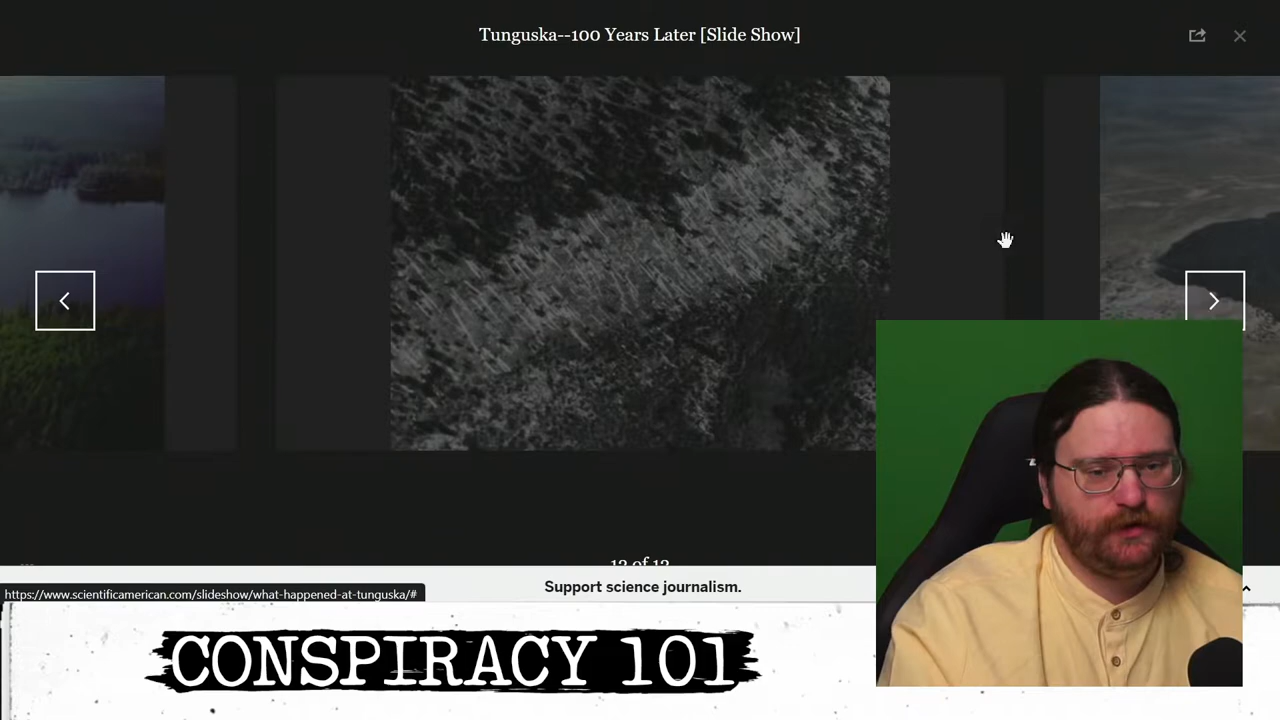 Tunguska--100 Years Later [Slide Show]
Support science journalism.
https://www.scientificamerican.com/slideshow/what-happened-at-tunguska/#
CONSPIRACY 101